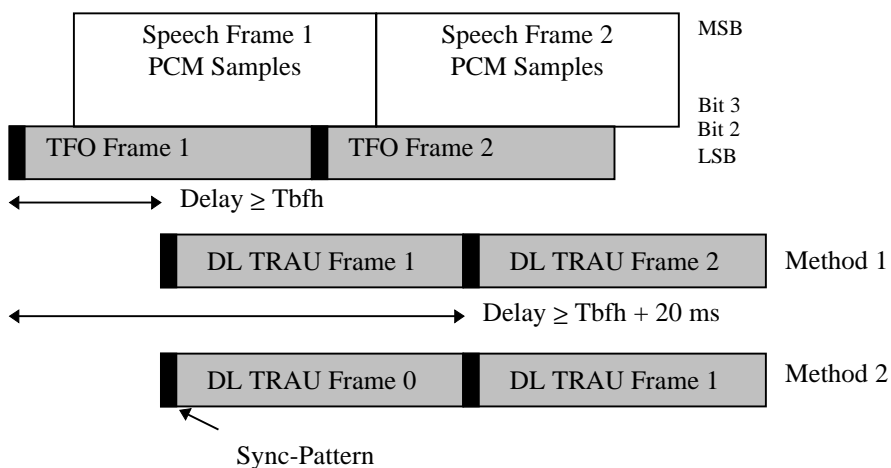 Speech Frame 1
PCM Samples
Speech Frame 2
PCM Samples
MSB
Bit 3
Bit 2
LSB
TFO Frame 1
TFO Frame 2
Delay ≥ Tbfh
DL TRAU Frame 1
DL TRAU Frame 2
Method 1
Delay ≥ Tbfh + 20 ms
DL TRAU Frame 0
DL TRAU Frame 1
Method 2
Sync-Pattern